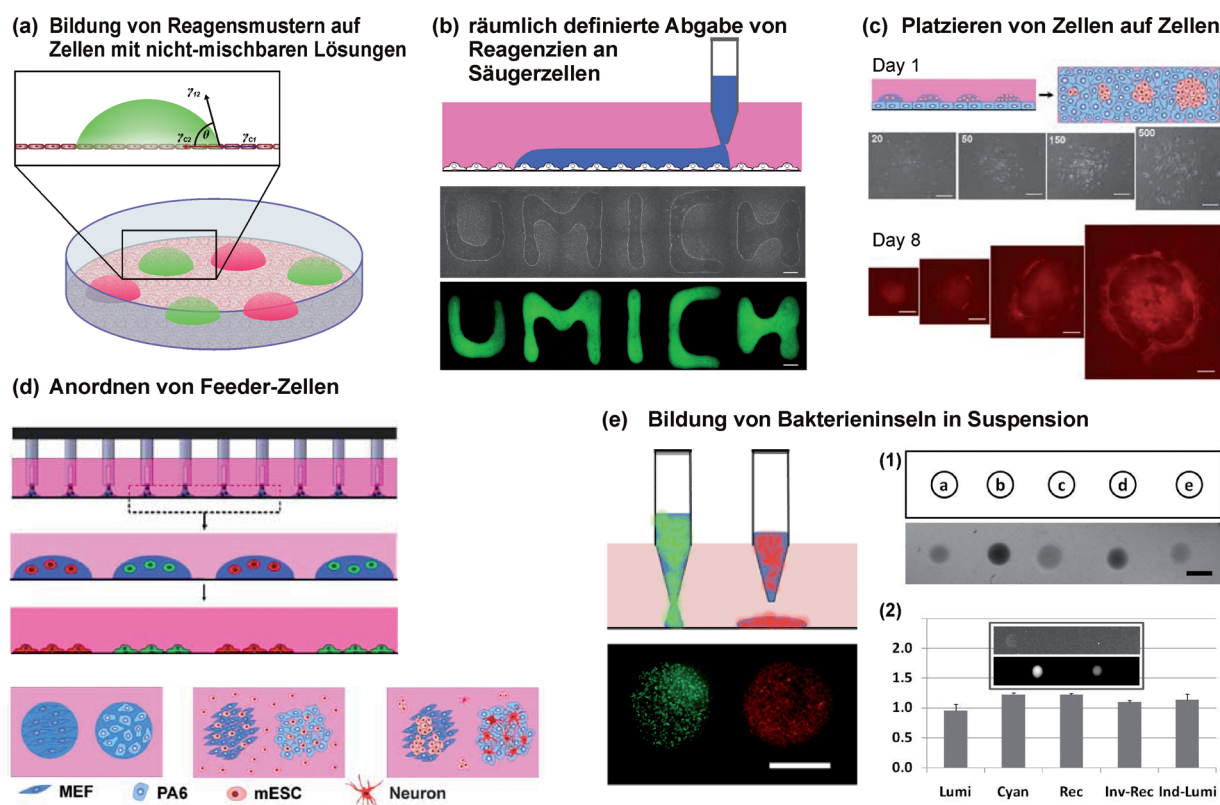 (a) Bildung von Reagensmustern auf
Zellen mit nicht-mischbaren Lösungen
γ12
γC2
θ
γC1
(b) räumlich definierte Abgabe von
Reagenzien an
Säugerzellen
UMICH
(c) Platzieren von Zellen auf Zellen
Day 1
20
50
150
500
Day 8
(d) Anordnen von Feeder-Zellen
MEF
PA6
mESC
Neuron
(e) Bildung von Bakterieninseln in Suspension
(1)
a b c d e
(2)
2.0
1.5
1.0
0.5
0.0
Lumi Cyan Rec Inv-Rec Ind-Lumi